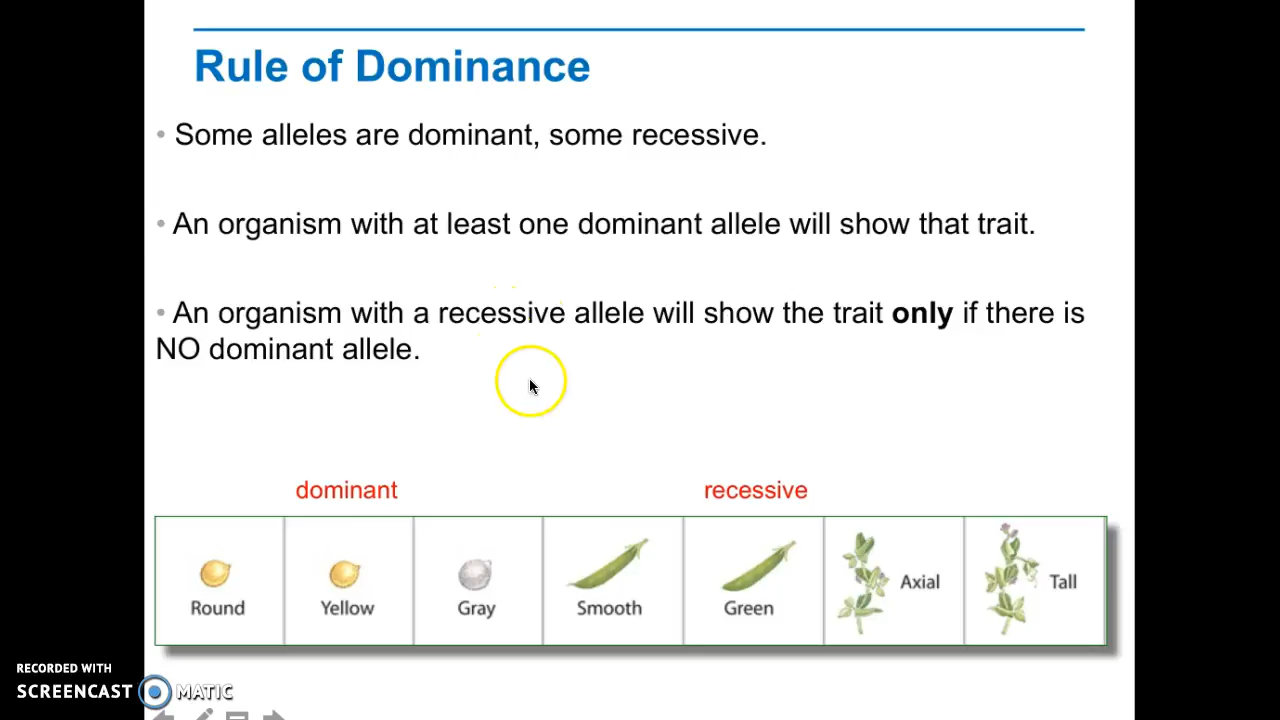 Rule of Dominance
• Some alleles are dominant, some recessive.
• An organism with at least one dominant allele will show that trait.
• An organism with a recessive allele will show the trait only if there is
NO dominant allele.
dominant recessive
Round Yellow Gray Smooth Green Axial Tall
RECORDED WITH
SCREENCAST MATIC